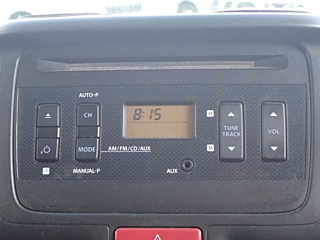 AUTO-P
CH
8:15
H
TUNE
TRACK
VOL
MODE
AM/FM/CD/AUX
M
MANUAL-P
AUX